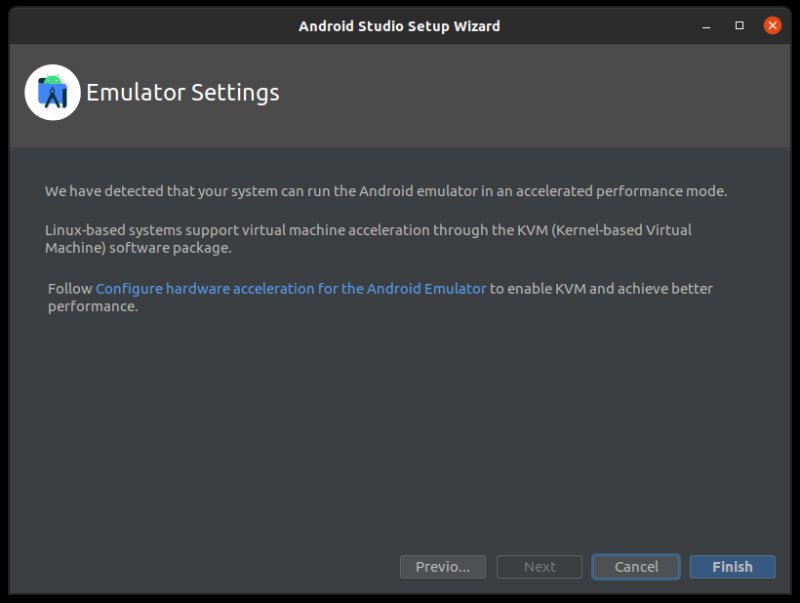 Android Studio Setup Wizard
Emulator Settings
We have detected that your system can run the Android emulator in an accelerated performance mode.
Linux-based systems support virtual machine acceleration through the KVM (Kernel-based Virtual
Machine) software package.
Follow Configure hardware acceleration for the Android Emulator to enable KVM and achieve better
performance.
Previo... Next Cancel Finish